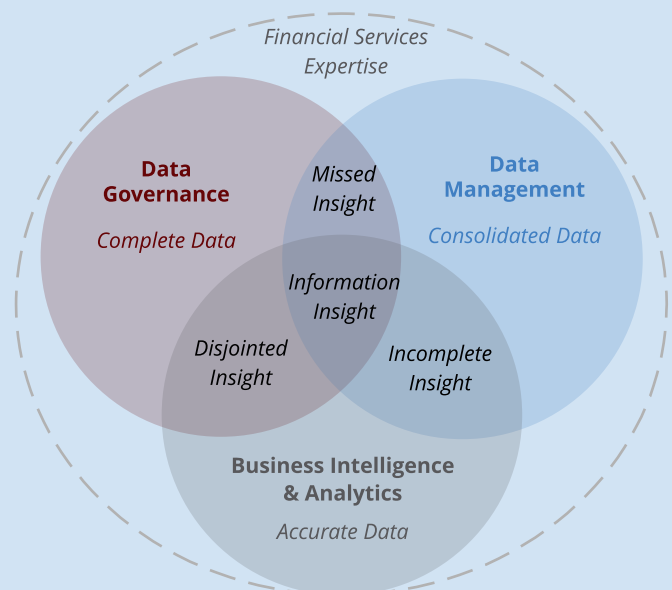 Financial Services
Expertise
Data
Governance
Complete Data
Missed
Insight
Data
Management
Consolidated Data
Information
Insight
Disjointed
Insight
Incomplete
Insight
Business Intelligence
& Analytics
Accurate Data